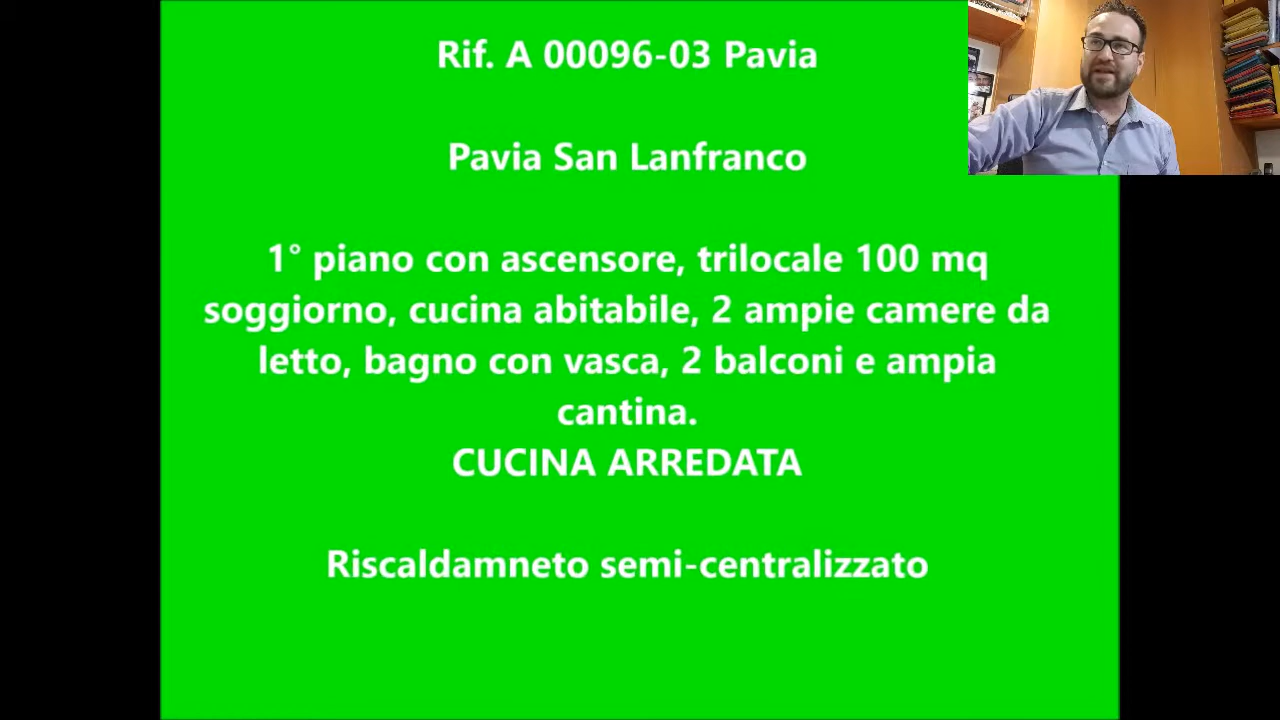 Rif. A 00096-03 Pavia
Pavia San Lanfranco
1° piano con ascensore, trilocale 100 mq
soggiorno, cucina abitabile, 2 ampie camere da
letto, bagno con vasca, 2 balconi e ampia
cantina.
CUCINA ARREDATA
Riscaldamneto semi-centralizzato